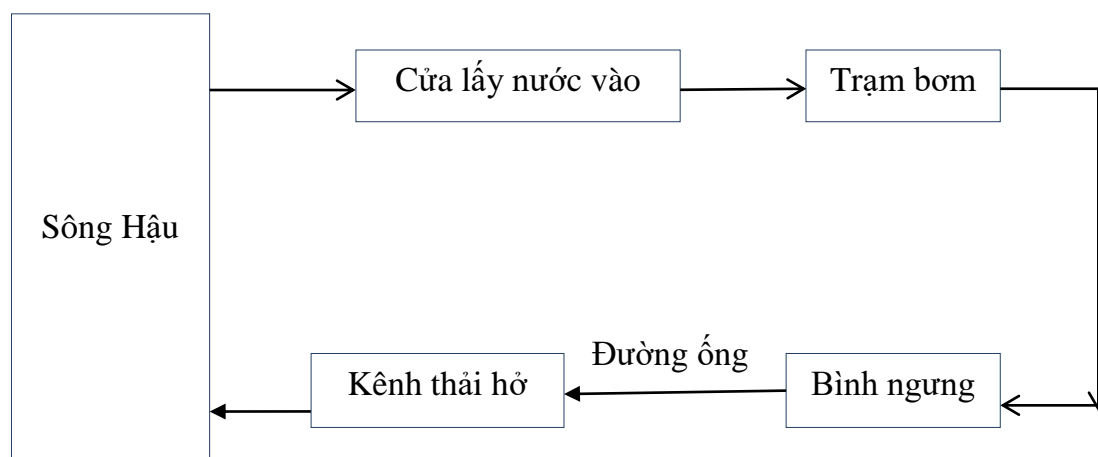 Cửa lấy nước vào
Trạm bơm
Sông Hậu
Đường ống
Kênh thải hở
Bình ngưng